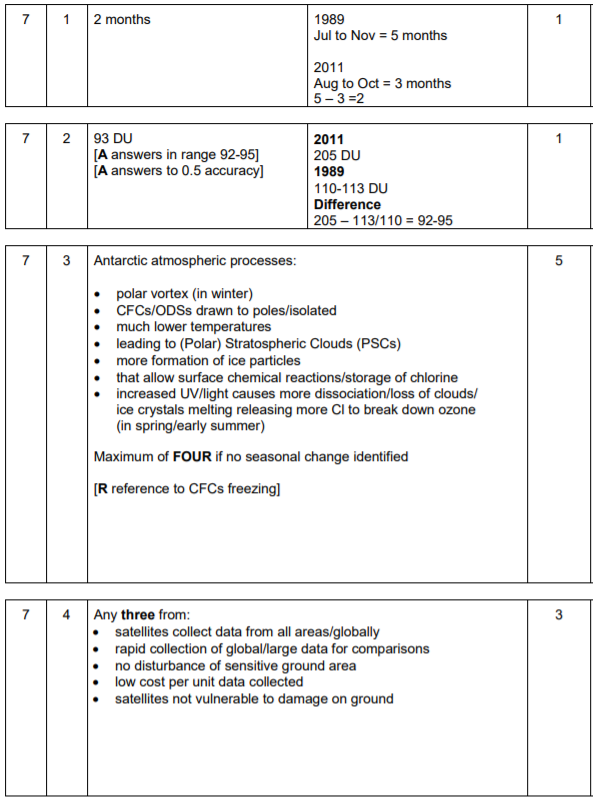 7 1 2 months 1989 1
Jul to Nov = 5 months
2011
Aug to Oct = 3 months
5 – 3 =2
7 2 93 DU 2011 1
[A answers in range 92-95] 205 DU
[A answers to 0.5 accuracy] 1989
110-113 DU
Difference
205 – 113/110 = 92-95
7 3 Antarctic atmospheric processes: 5
• polar vortex (in winter)
• CFCs/ODSs drawn to poles/isolated
• much lower temperatures
• leading to (Polar) Stratospheric Clouds (PSCs)
• more formation of ice particles
• that allow surface chemical reactions/storage of chlorine
• increased UV/light causes more dissociation/loss of clouds/
ice crystals melting releasing more Cl to break down ozone
(in spring/early summer)
Maximum of FOUR if no seasonal change identified
[R reference to CFCs freezing]
7 4 Any three from: 3
• satellites collect data from all areas/globally
• rapid collection of global/large data for comparisons
• no disturbance of sensitive ground area
• low cost per unit data collected
• satellites not vulnerable to damage on ground